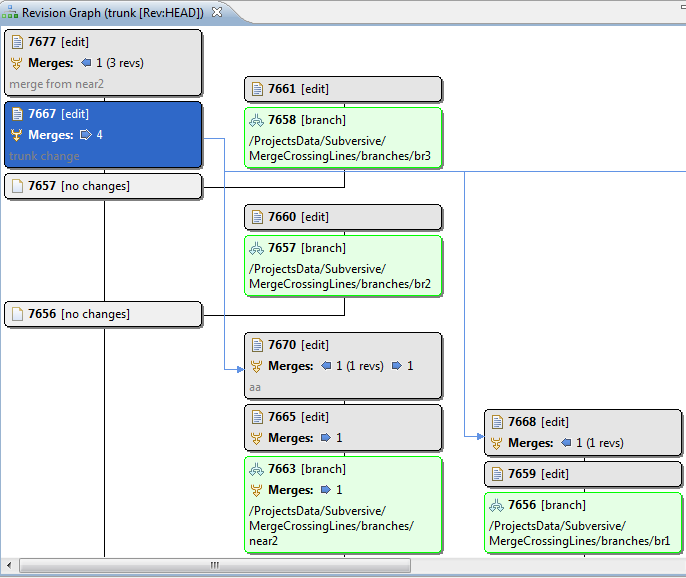 Revision Graph (trunk [Rev:HEAD])
7677 [edit]
Merges: 1 (3 revs)
merge from near2
7667 [edit]
Merges: 4
trunk change
7657 [no changes]
7656 [no changes]
7661 [edit]
7658 [branch]
/ProjectsData/Subversive/
MergeCrossingLines/branches/br3
7660 [edit]
7657 [branch]
/ProjectsData/Subversive/
MergeCrossingLines/branches/br2
7670 [edit]
Merges: 1 (1 revs) 1
aa
7665 [edit]
Merges: 1
7663 [branch]
Merges: 1
/ProjectsData/Subversive/
MergeCrossingLines/branches/
near2
7668 [edit]
Merges: 1 (1 revs)
7659 [edit]
7656 [branch]
/ProjectsData/Subversive/
MergeCrossingLines/branches/br1